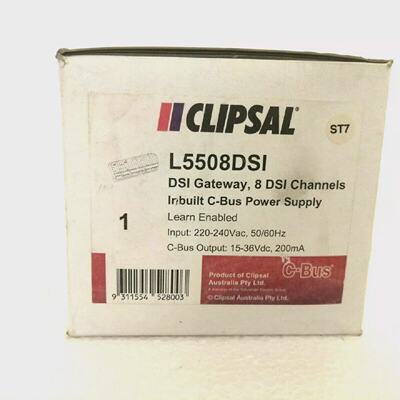 CLIPSAL®
ST7
L5508DSI
DSI Gateway, 8 DSI Channels
Inbuilt C-Bus Power Supply
1
Learn Enabled
Input: 220-240Vac, 50/60Hz
C-Bus Output: 15-36Vdc, 200mA
Product of Clipsal
Australia Pty Ltd.
C-Bus®
© Clipsal Australia Pty Ltd.
9 311554 528003